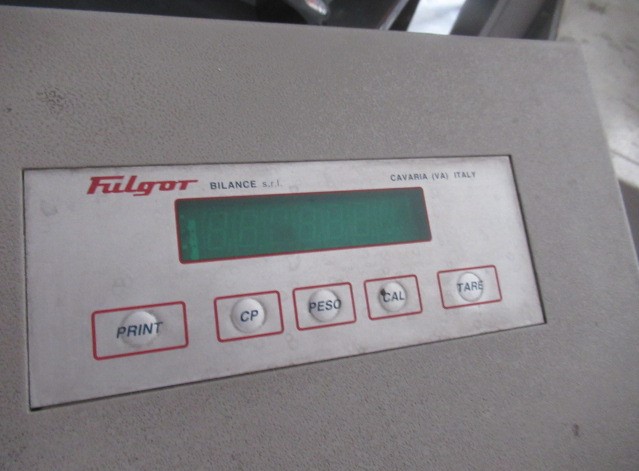 Fulgor BILANCE s.r.l. CAVARIA (VA) ITALY
PRINT CP PESO CAL TARE